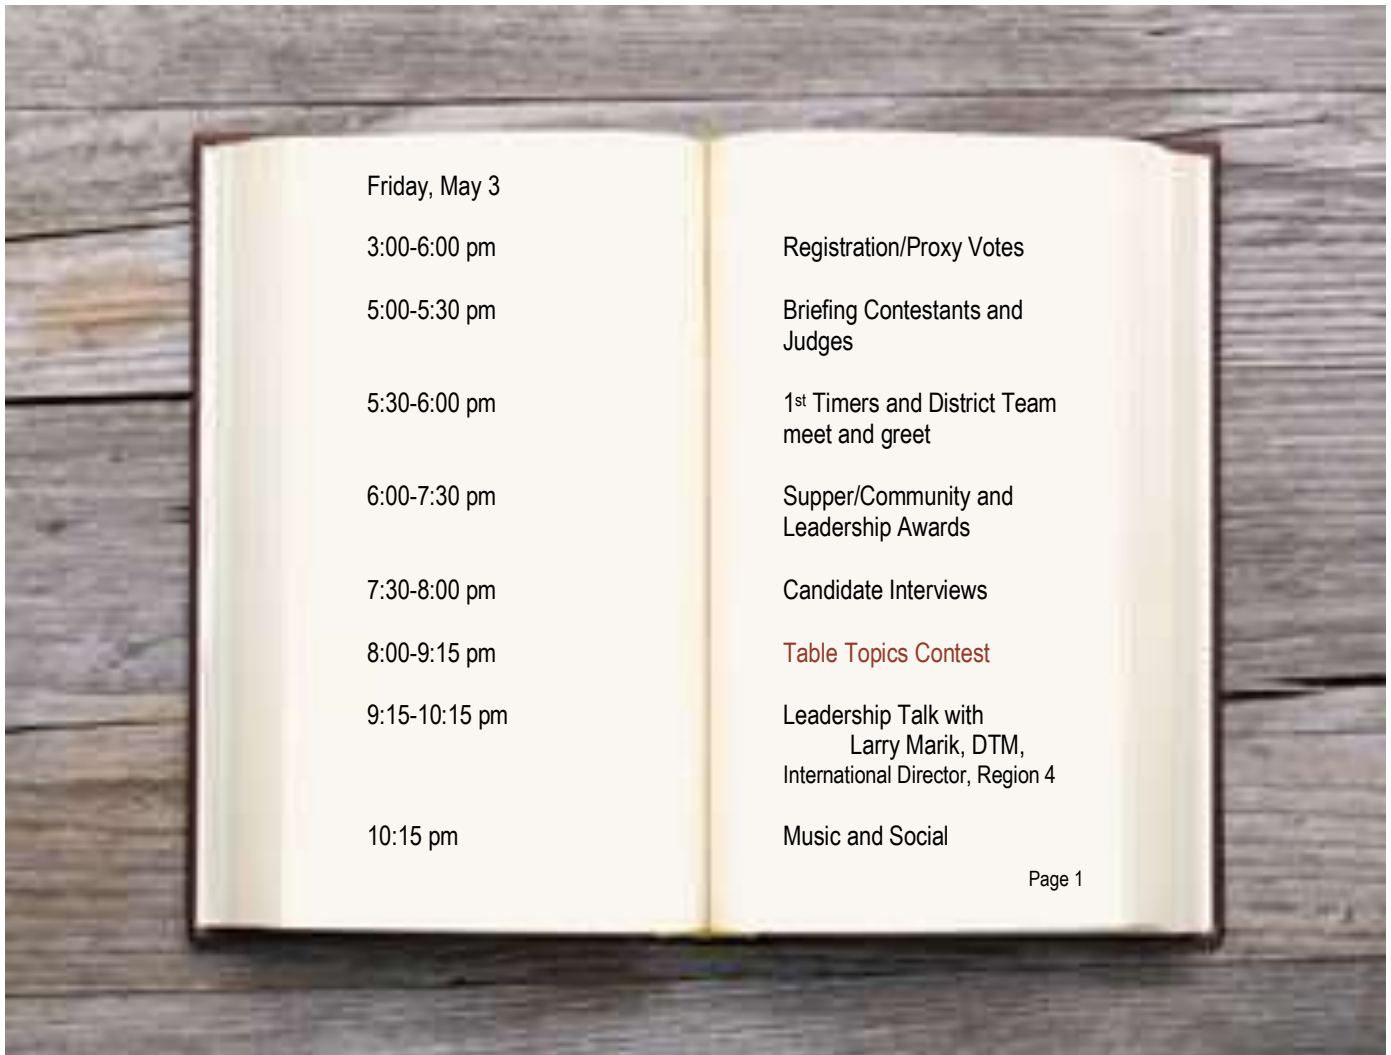 Friday, May 3
3:00-6:00 pm Registration/Proxy Votes
5:00-5:30 pm Briefing Contestants and
Judges
5:30-6:00 pm 1st Timers and District Team
meet and greet
6:00-7:30 pm Supper/Community and
Leadership Awards
7:30-8:00 pm Candidate Interviews
8:00-9:15 pm Table Topics Contest
9:15-10:15 pm Leadership Talk with
Larry Marik, DTM,
International Director, Region 4
10:15 pm Music and Social
Page 1